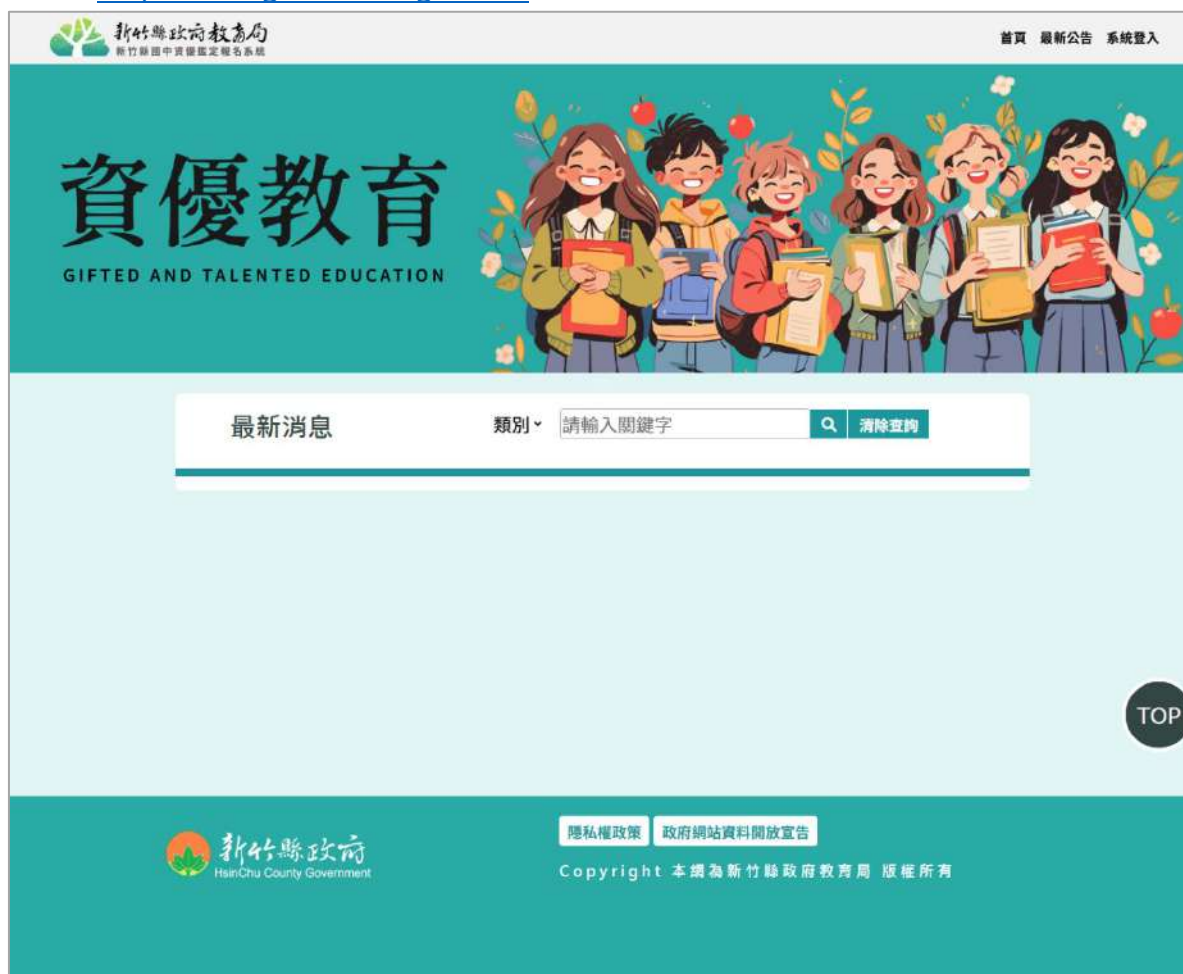 新竹縣政府教育局
新竹縣國中資優鑑定報名系統
首頁 最新公告 系統登入
資優教育
GIFTED AND TALENTED EDUCATION
最新消息 類別 請輸入關鍵字 清除查詢
TOP
隱私權政策 政府網站資料開放宣告
新竹縣政府
HsinChu County Government
Copyright 本網為新竹縣政府教育局 版權所有